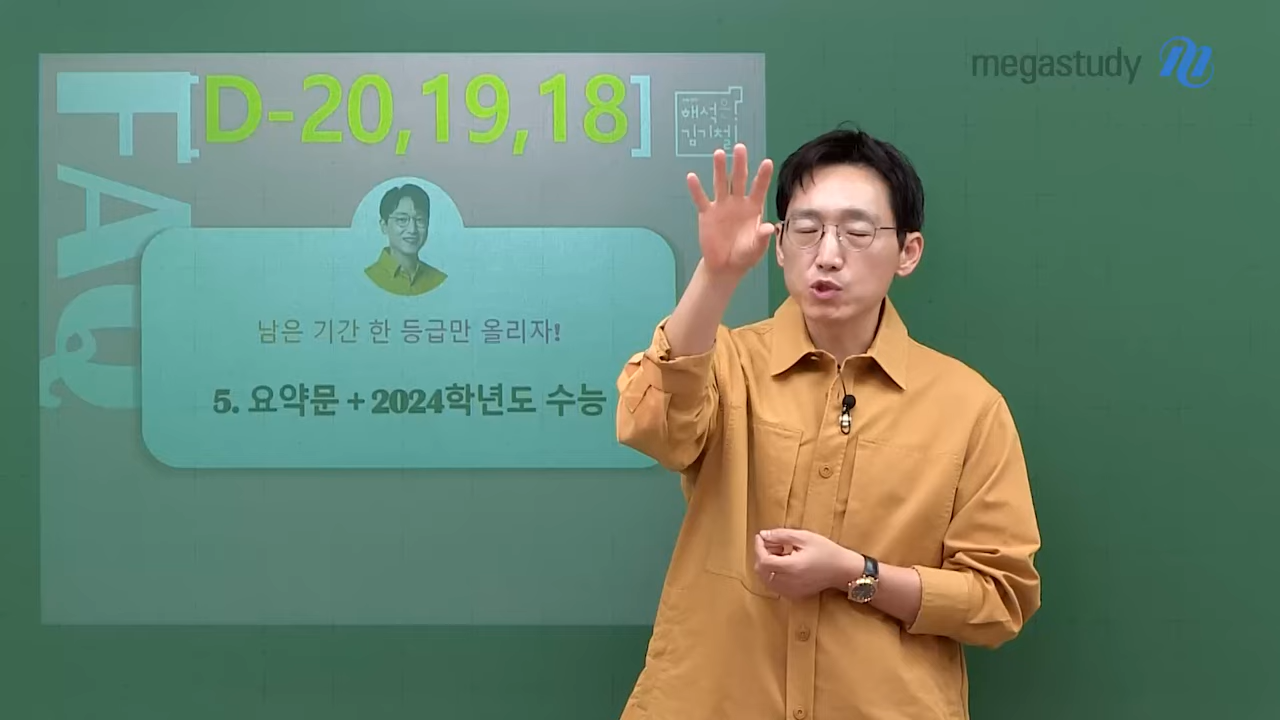 megastudy
[D-20,19,18]
해석은!
김기철
FAQ
남은 기간 한 등급만 올리자!
5. 요약문 + 2024학년도 수능